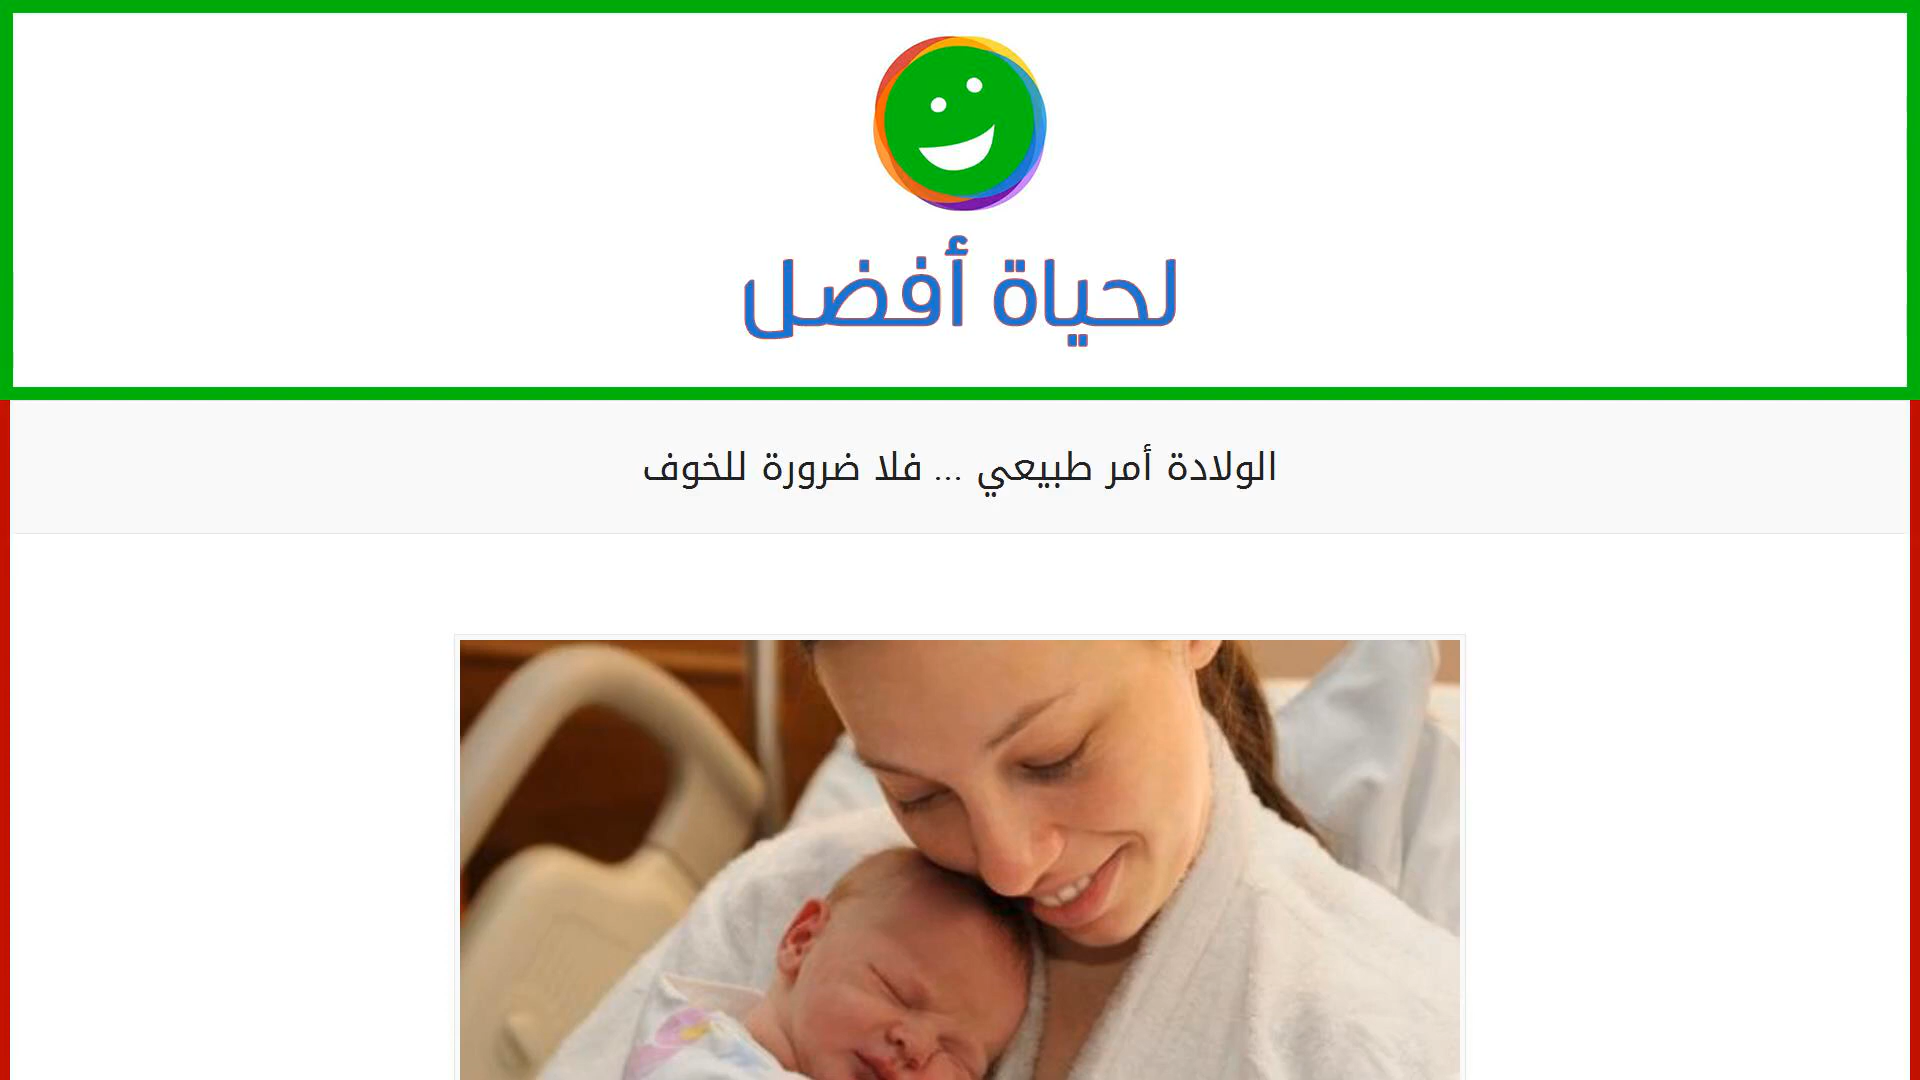 لحياة أفضل
الولادة أمر طبيعي ... فلا ضرورة للخوف